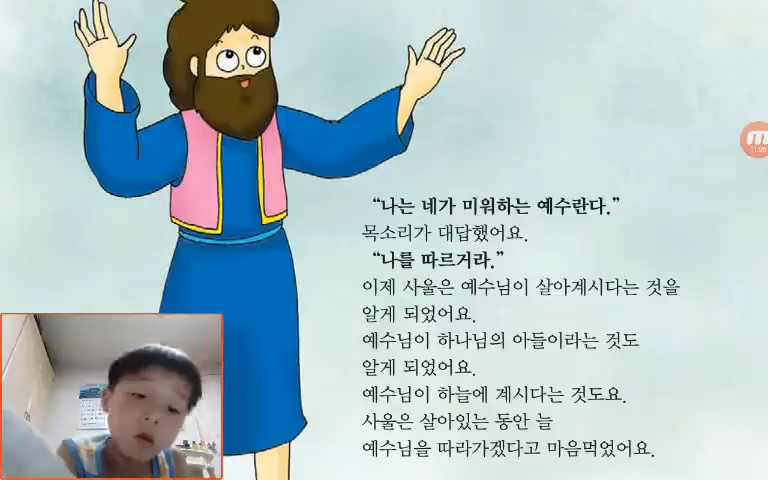 “나는 네가 미워하는 예수란다.”
목소리가 대답했어요.
“나를 따르거라.”
이제 사울은 예수님이 살아계시다는 것을
알게 되었어요.
예수님이 하나님의 아들이라는 것도
알게 되었어요.
예수님이 하늘에 계시다는 것도요.
사울은 살아있는 동안 늘
예수님을 따라가겠다고 마음먹었어요.